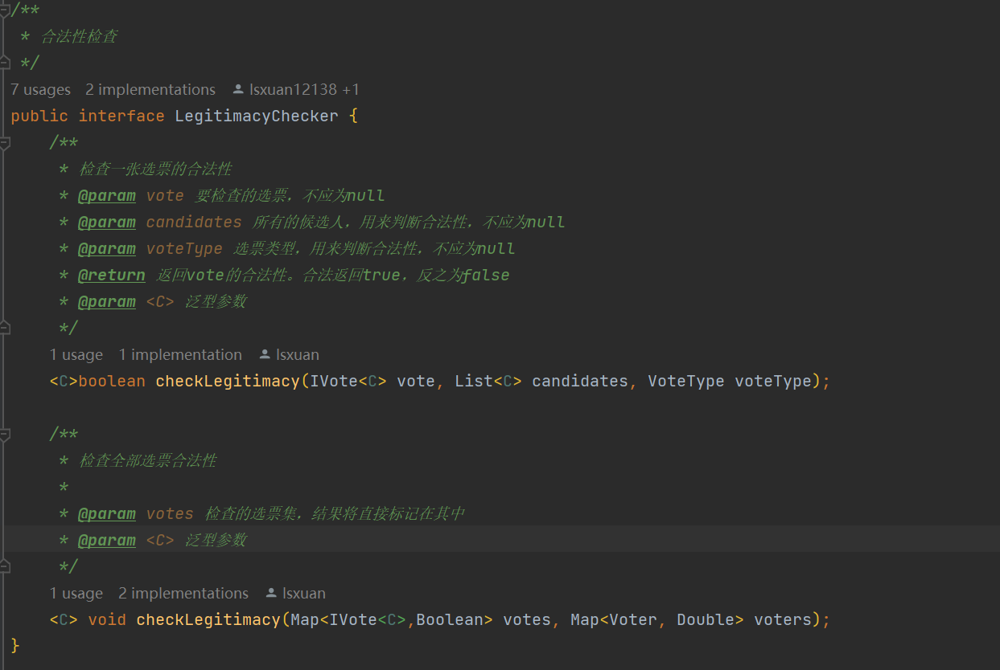 /**
 * 合法性检查
 */
7 usages 2 implementations lsxuan12138 +1
public interface LegitimacyChecker {
/**
 * 检查一张选票的合法性
 * @param vote 要检查的选票，不应为null
 * @param candidates 所有的候选人，用来判断合法性，不应为null
 * @param voteType 选票类型，用来判断合法性，不应为null
 * @return 返回vote的合法性。合法返回true，反之为false
 * @param <C> 泛型参数
 */
1 usage 1 implementation lsxuan
<C>boolean checkLegitimacy(IVote<C> vote, List<C> candidates, VoteType voteType);
/**
 * 检查全部选票合法性
 *
 * @param votes 检查的选票集，结果将直接标记在其中
 * @param <C> 泛型参数
 */
1 usage 2 implementations lsxuan
<C> void checkLegitimacy(Map<IVote<C>,Boolean> votes, Map<Voter, Double> voters);
}